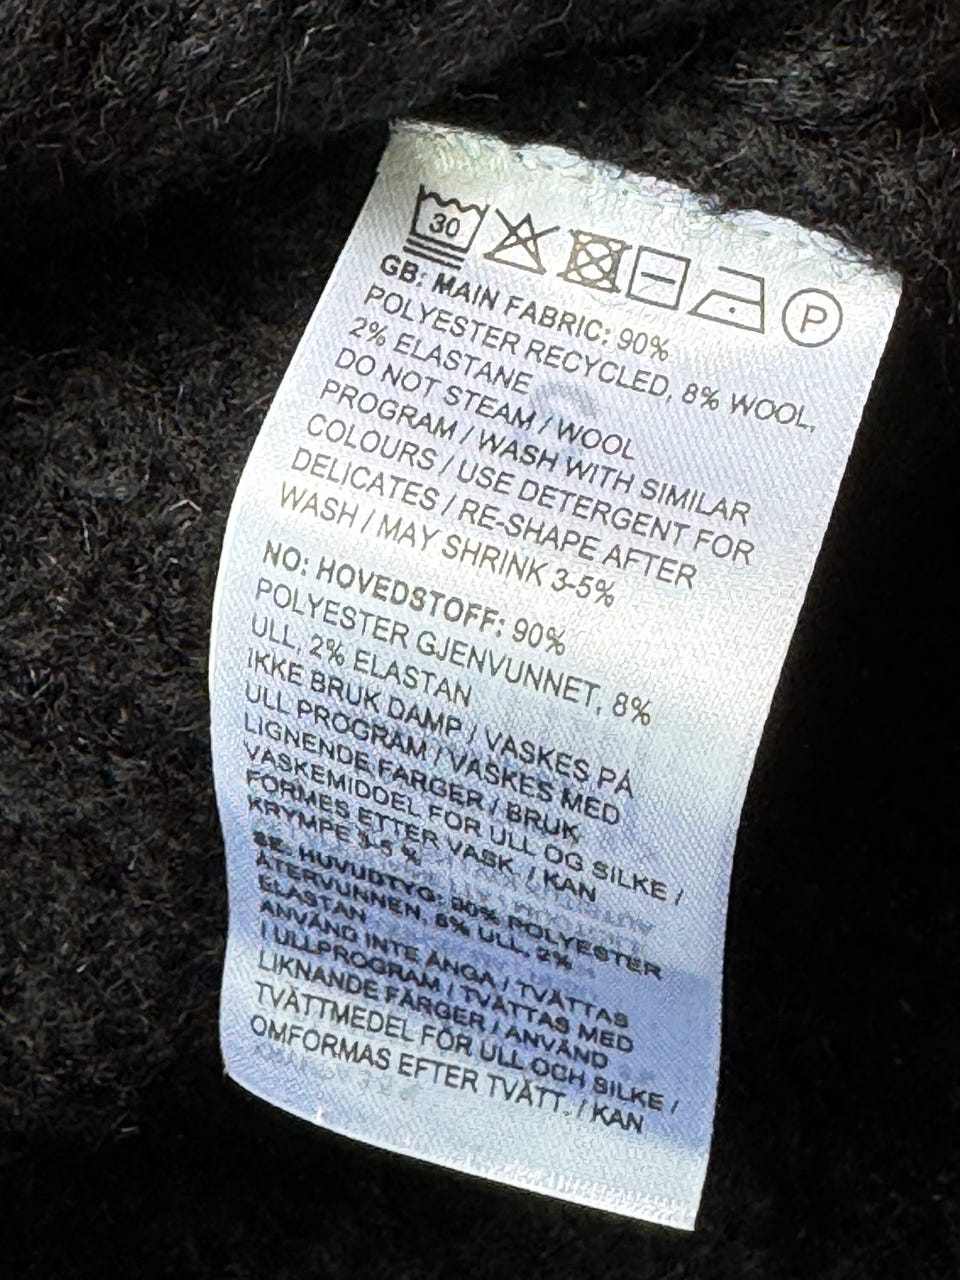 30
P
GB: MAIN FABRIC: 90%
POLYESTER RECYCLED, 8% WOOL,
2% ELASTANE
DO NOT STEAM / WOOL
PROGRAM / WASH WITH SIMILAR
COLOURS / USE DETERGENT FOR
DELICATES / RE-SHAPE AFTER
WASH / MAY SHRINK 3-5%
NO: HOVEDSTOFF: 90%
POLYESTER GJENVUNNET, 8%
ULL, 2% ELASTAN
IKKE BRUK DAMP / VASKES PÅ
ULL PROGRAM / VASKES MED
LIGNENDE FARGER / BRUK
VASKEMIDDEL FOR ULL OG SILKE /
FORMES ETTER VASK. / KAN
KRYMPE 3-5 %
SE: HUVUDTYG: 90% POLYESTER
ÅTERVUNNEN, 8% ULL, 2%
ELASTAN
ANVÄND INTE ÅNGA / TVÄTTAS
I ULLPROGRAM / TVÄTTAS MED
LIKNANDE FÄRGER / ANVÄND
TVÄTTMEDEL FÖR ULL OCH SILKE /
OMFORMAS EFTER TVÄTT. / KAN